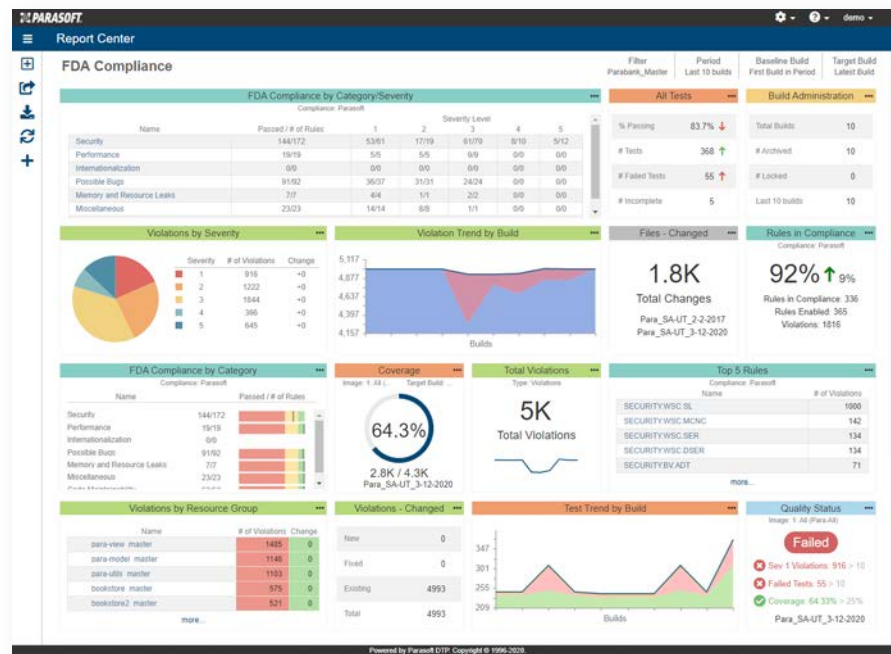 PARASOFT.
demo
Report Center
FDA Compliance
Filter
Parabank_Master
Period
Last 10 builds
Baseline Build
First Build in Period
Target Build
Latest Build
FDA Compliance by Category/Severity
Compliance: Parasoft
Severity Level
Name Passed / # of Rules 1 2 3 4 5
Security 144/172 53/61 17/19 61/70 8/10 5/12
Performance 19/19 5/5 5/5 9/9 0/0 0/0
Internationalization 0/0 0/0 0/0 0/0 0/0 0/0
Possible Bugs 91/92 36/37 31/31 24/24 0/0 0/0
Memory and Resource Leaks 7/7 4/4 1/1 2/2 0/0 0/0
Miscellaneous 23/23 14/14 8/8 1/1 0/0 0/0
All Tests
% Passing 83.7%
# Tests 368
# Failed Tests 55
# Incomplete 5
Build Administration
Total Builds 10
# Archived 10
# Locked 0
Last 10 builds 10
Violations by Severity
Severity # of Violations Change
1 916 +0
2 1222 +0
3 1844 +0
4 366 +0
5 645 +0
Violation Trend by Build
5,117
4,877
4,637
4,397
4,157
Builds
Files - Changed
1.8K
Total Changes
Para_SA-UT_2-2-2017
Para_SA-UT_3-12-2020
Rules in Compliance
Compliance: Parasoft
92% 9%
Rules in Compliance: 336
Rules Enabled: 365
Violations: 1816
FDA Compliance by Category
Compliance: Parasoft
Name Passed / # of Rules
Security 144/172
Performance 19/19
Internationalization 0/0
Possible Bugs 91/92
Memory and Resource Leaks 7/7
Miscellaneous 23/23
Coverage
Image: 1: All (... Target Build: ...
64.3%
2.8K / 4.3K
Para_SA-UT_3-12-2020
Total Violations
Type: Violations
5K
Total Violations
Top 5 Rules
Compliance: Parasoft
Name # of Violations
SECURITY.WSC.SL 1000
SECURITY.WSC.MCNC 142
SECURITY.WSC.SER 134
SECURITY.WSC.DSER 134
SECURITY.BV.ADT 71
more...
Violations by Resource Group
Name # of Violations Change
para-view master 1485 0
para-model master 1146 0
para-utils master 1103 0
bookstore master 575 0
bookstore2 master 521 0
more...
Violations - Changed
New 0
Fixed 0
Existing 4993
Total 4993
Test Trend by Build
347
301
255
209
Builds
Quality Status
Image: 1: All (Para-All)
Failed
Sev 1 Violations: 916 > 10
Failed Tests: 55 > 10
Coverage: 64.33% > 25%
Para_SA-UT_3-12-2020
Powered by Parasoft DTP. Copyright © 1996-2020.